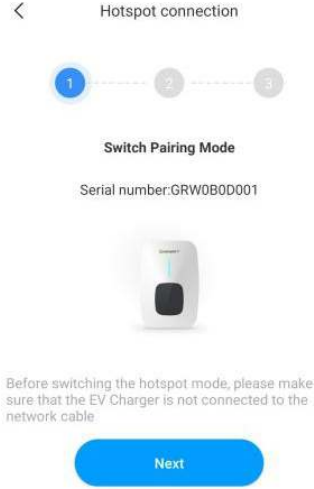 Hotspot connection
1 2 3
Switch Pairing Mode
Serial number:GRW0B0D001
Before switching the hotspot mode, please make
sure that the EV Charger is not connected to the
network cable
Next